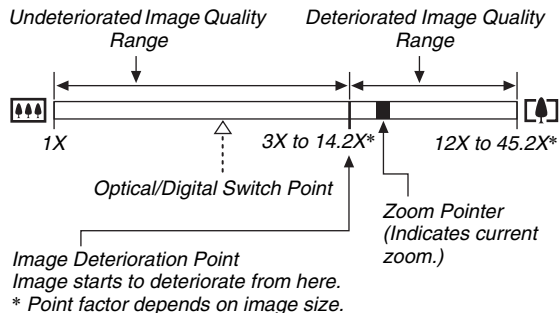 Undeteriorated Image Quality
Range
Deteriorated Image Quality
Range
1X
3X to 14.2X*
12X to 45.2X*
Optical/Digital Switch Point
Zoom Pointer
(Indicates current
zoom.)
Image Deterioration Point
Image starts to deteriorate from here.
* Point factor depends on image size.